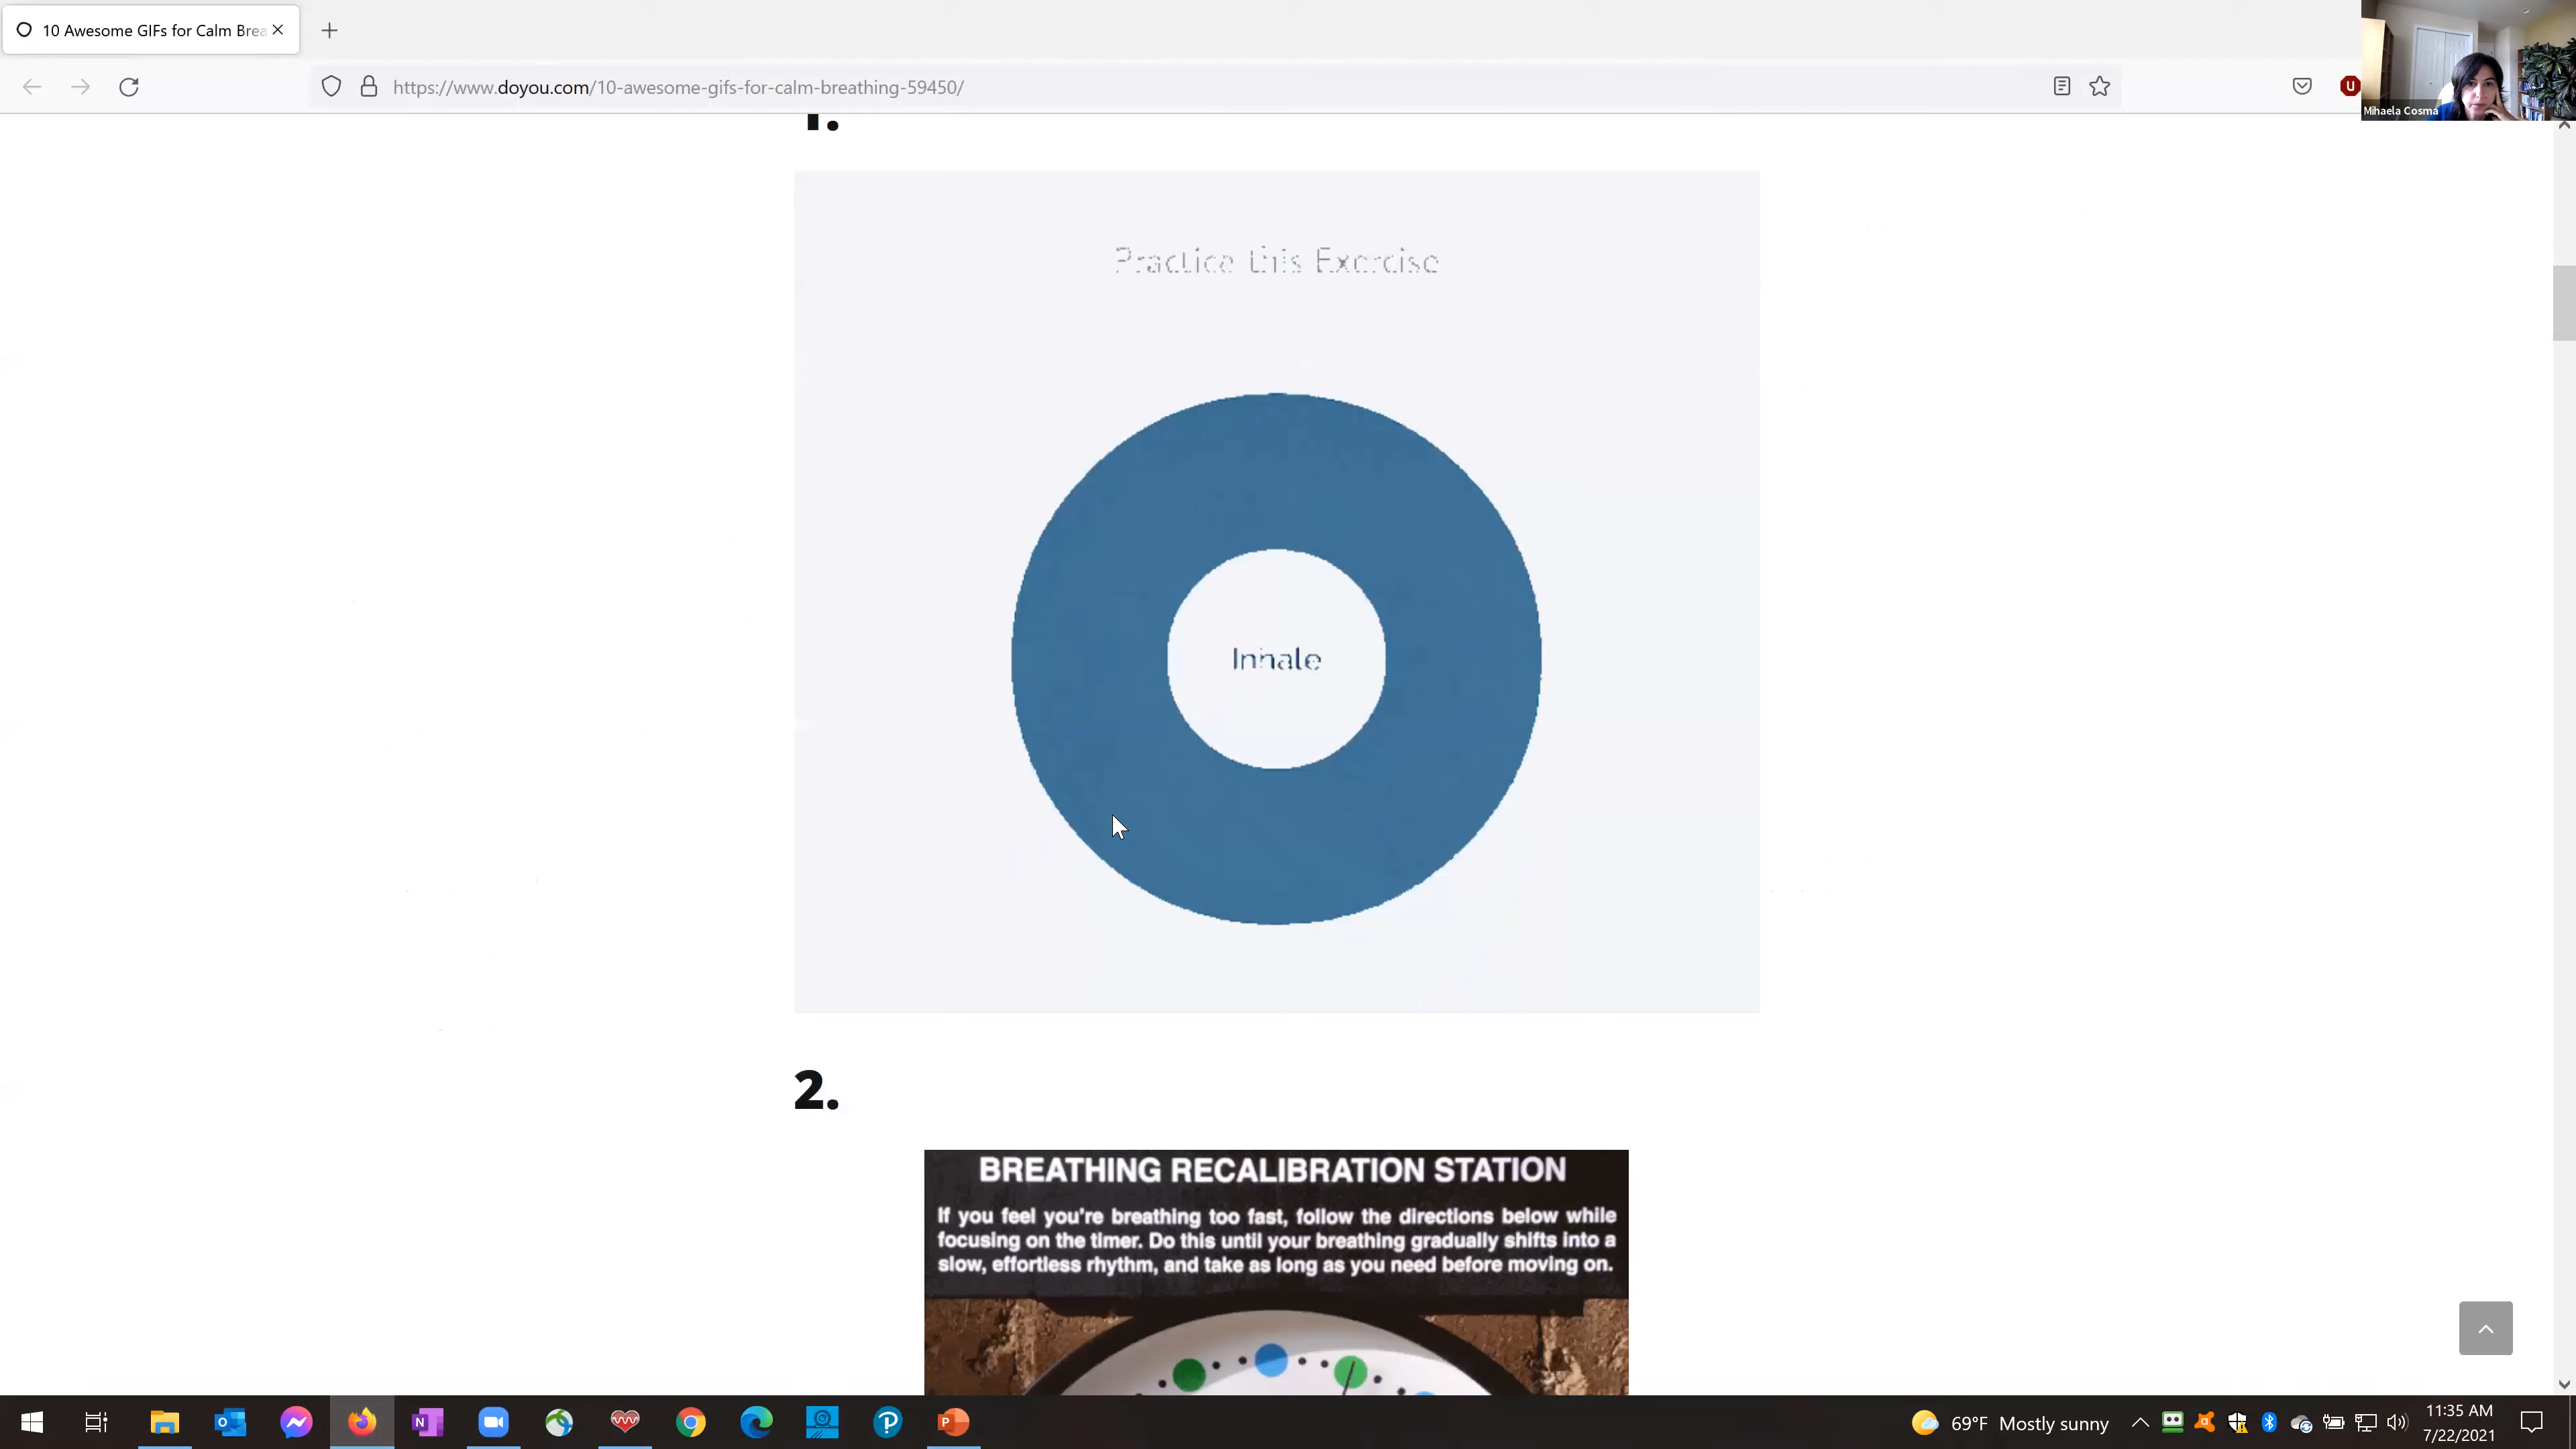 10 Awesome GIFs for Calm Brea
https://www.doyou.com/10-awesome-gifs-for-calm-breathing-59450/
Mihaela Cosma
1.
Practice this Exercise
Inhale
2.
BREATHING RECALIBRATION STATION
If you feel you're breathing too fast, follow the directions below while
focusing on the timer. Do this until your breathing gradually shifts into a
slow, effortless rhythm, and take as long as you need before moving on.
69°F Mostly sunny
11:35 AM
7/22/2021